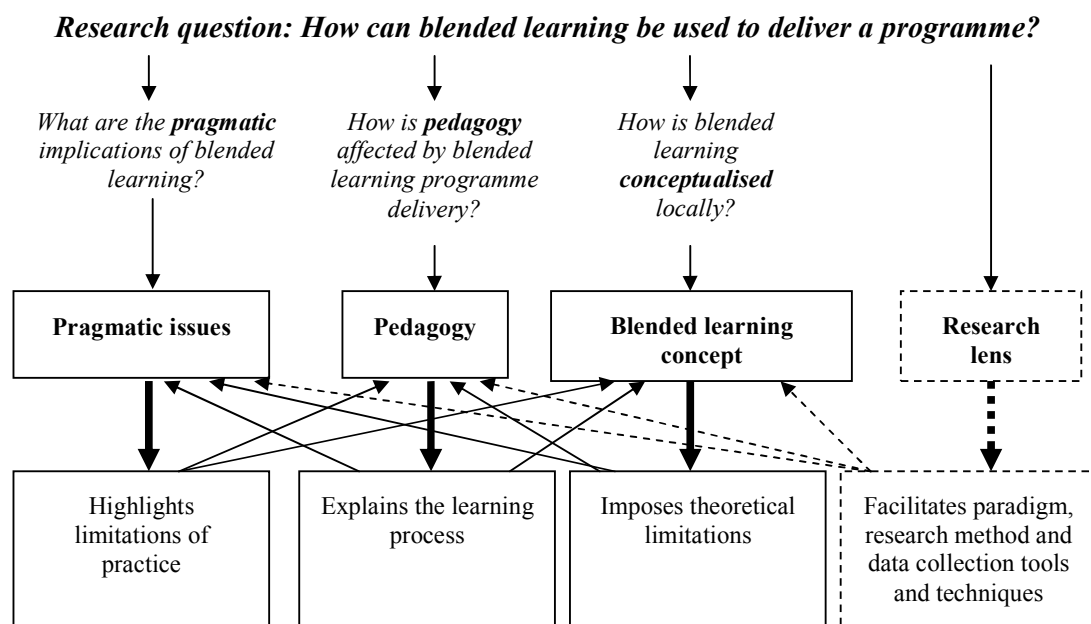 Research question: How can blended learning be used to deliver a programme?
What are the pragmatic
implications of blended
learning?
How is pedagogy
affected by blended
learning programme
delivery?
How is blended
learning
conceptualised
locally?
Pragmatic issues
Pedagogy
Blended learning
concept
Research
lens
Highlights
limitations of
practice
Explains the learning
process
Imposes theoretical
limitations
Facilitates paradigm,
research method and
data collection tools
and techniques